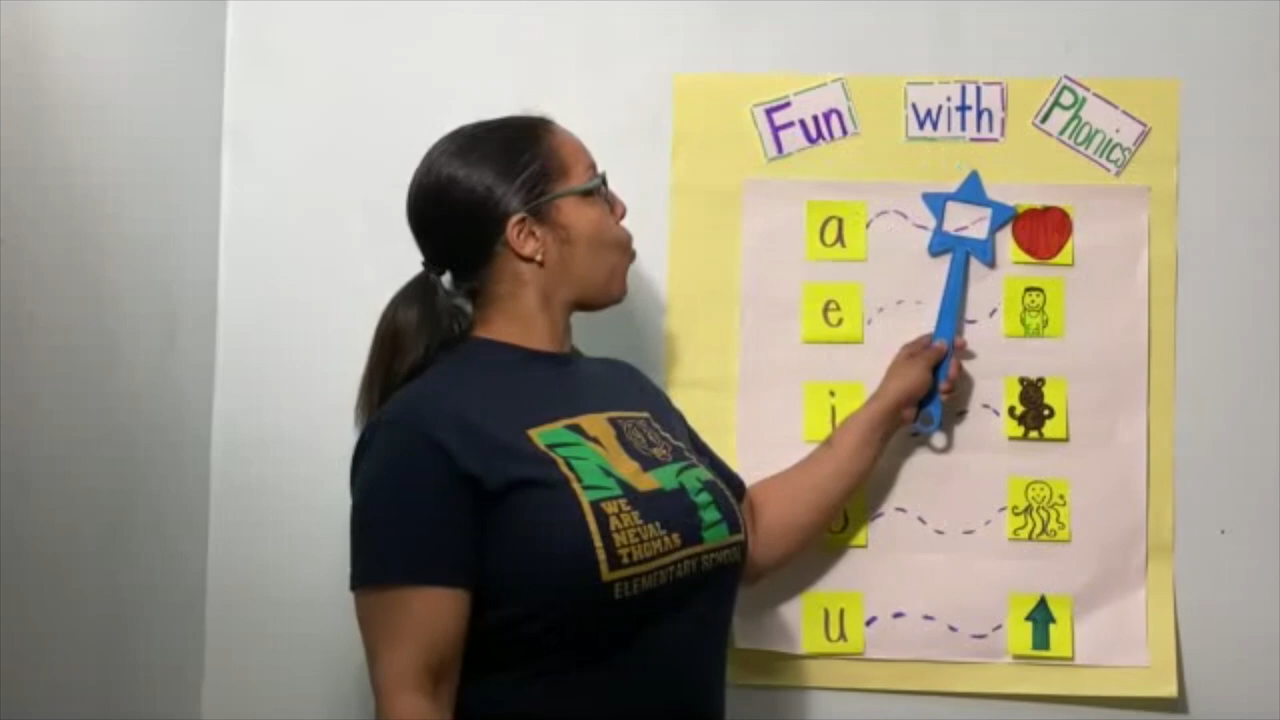 Fun with Phonics
a
e
i
u
WE
ARE
NEVAL
THOMAS
ELEMENTARY SCHOOL